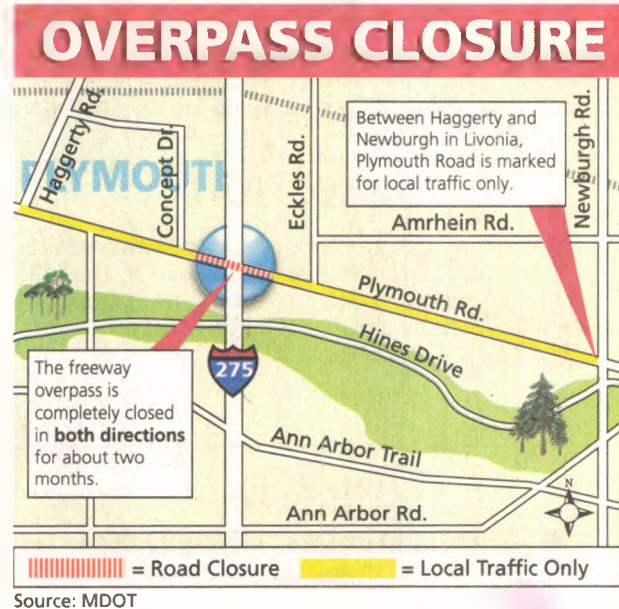 OVERPASS CLOSURE
Haggerty Rd.
PLYMOUTH
Concept Dr.
Eckles Rd.
Between Haggerty and
Newburgh in Livonia,
Plymouth Road is marked
for local traffic only.
Newburgh Rd.
Amrhein Rd.
Plymouth Rd.
Hines Drive
275
The freeway
overpass is
completely closed
in both directions
for about two
months.
Ann Arbor Trail
Ann Arbor Rd.
N
= Road Closure
= Local Traffic Only
Source: MDOT